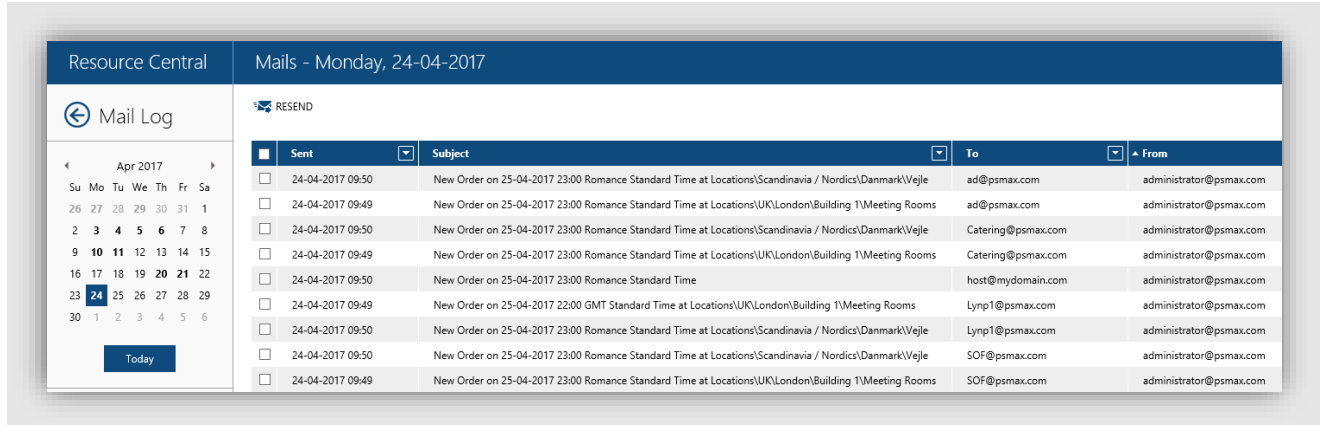 Resource Central
Mails - Monday, 24-04-2017
Mail Log
Apr 2017
Su Mo Tu We Th Fr Sa
26 27 28 29 30 31 1
2 3 4 5 6 7 8
9 10 11 12 13 14 15
16 17 18 19 20 21 22
23 24 25 26 27 28 29
30 1 2 3 4 5 6
Today
RESEND
Sent Subject To From
24-04-2017 09:50 New Order on 25-04-2017 23:00 Romance Standard Time at Locations\Scandinavia / Nordics\Danmark\Vejle ad@psmax.com administrator@psmax.com
24-04-2017 09:49 New Order on 25-04-2017 23:00 Romance Standard Time at Locations\UK\London\Building 1\Meeting Rooms ad@psmax.com administrator@psmax.com
24-04-2017 09:50 New Order on 25-04-2017 23:00 Romance Standard Time at Locations\Scandinavia / Nordics\Danmark\Vejle Catering@psmax.com administrator@psmax.com
24-04-2017 09:49 New Order on 25-04-2017 23:00 Romance Standard Time at Locations\UK\London\Building 1\Meeting Rooms Catering@psmax.com administrator@psmax.com
24-04-2017 09:50 New Order on 25-04-2017 23:00 Romance Standard Time host@mydomain.com administrator@psmax.com
24-04-2017 09:49 New Order on 25-04-2017 22:00 GMT Standard Time at Locations\UK\London\Building 1\Meeting Rooms Lynp1@psmax.com administrator@psmax.com
24-04-2017 09:50 New Order on 25-04-2017 23:00 Romance Standard Time at Locations\Scandinavia / Nordics\Danmark\Vejle Lynp1@psmax.com administrator@psmax.com
24-04-2017 09:50 New Order on 25-04-2017 23:00 Romance Standard Time at Locations\Scandinavia / Nordics\Danmark\Vejle SOF@psmax.com administrator@psmax.com
24-04-2017 09:49 New Order on 25-04-2017 23:00 Romance Standard Time at Locations\UK\London\Building 1\Meeting Rooms SOF@psmax.com administrator@psmax.com